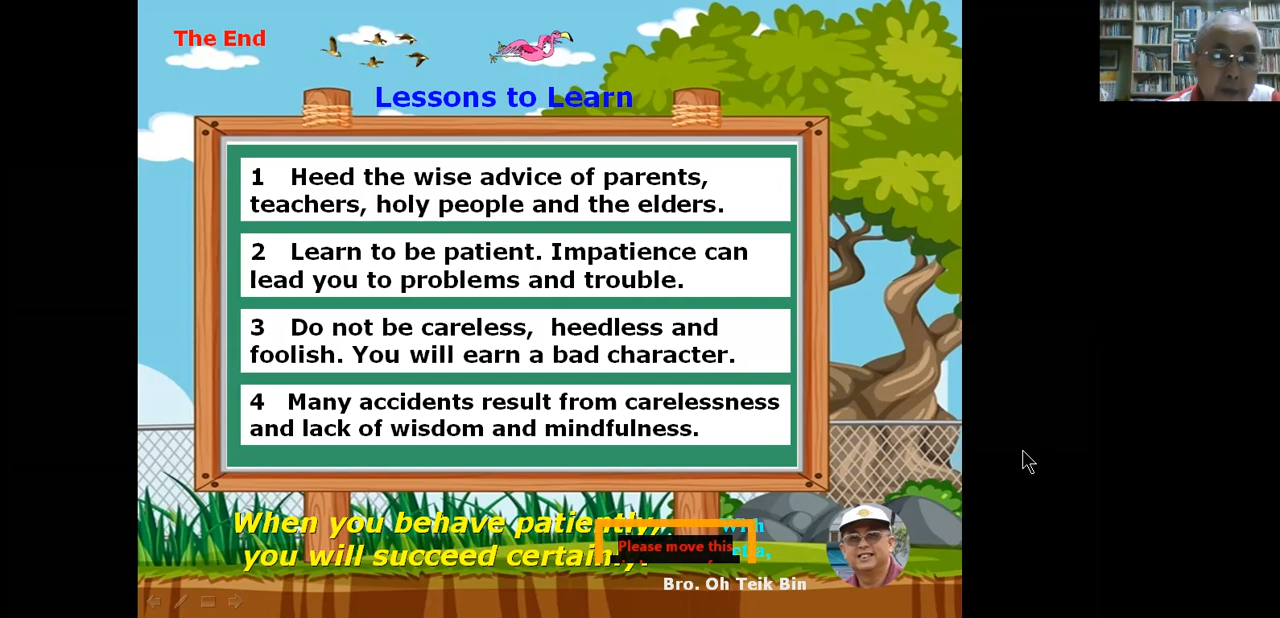 The End
Lessons to Learn
1 Heed the wise advice of parents,
teachers, holy people and the elders.
2 Learn to be patient. Impatience can
lead you to problems and trouble.
3 Do not be careless, heedless and
foolish. You will earn a bad character.
4 Many accidents result from carelessness
and lack of wisdom and mindfulness.
When you behave patiently,
you will succeed certainly.
With
Please move this
Bro. Oh Teik Bin